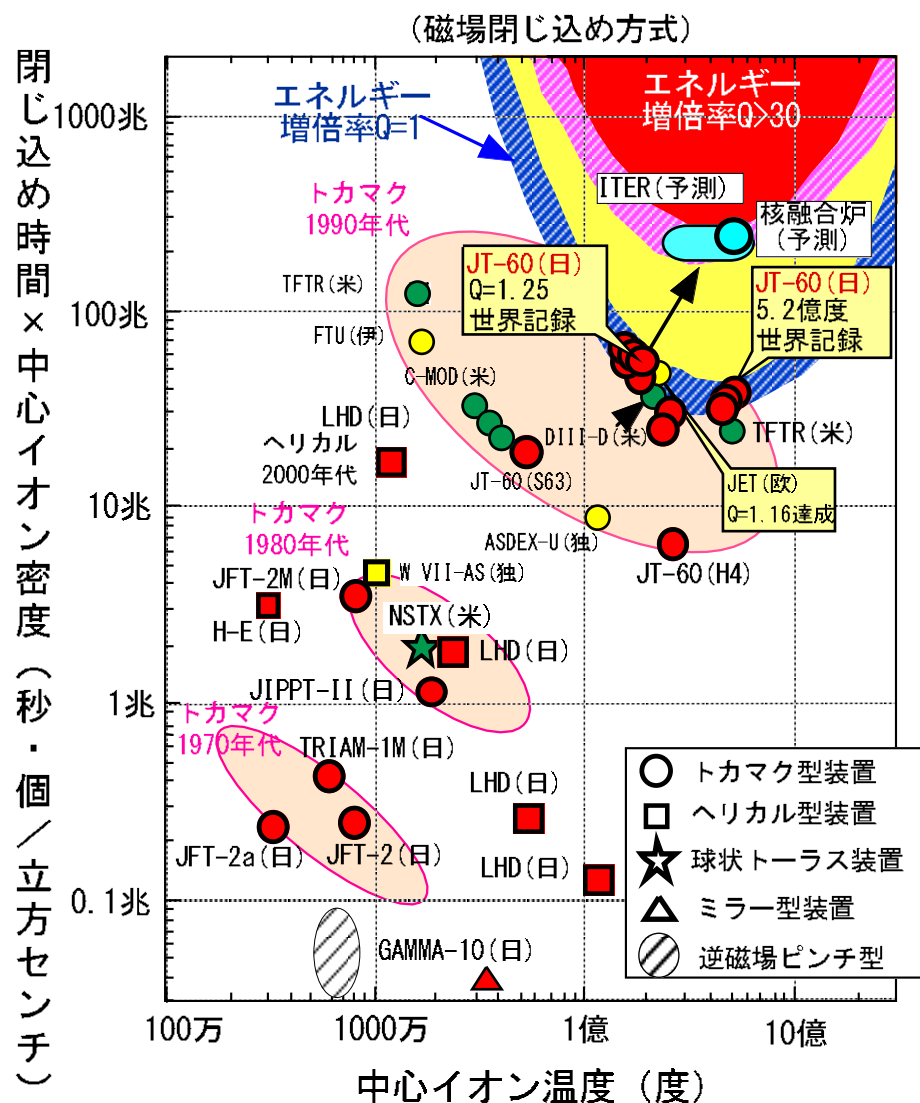 (磁場閉じ込め方式)
閉じ込め時間×中心イオン密度(秒・個/立方センチ)
1000兆
100兆
10兆
1兆
0.1兆
エネルギー
増倍率Q=1
エネルギー
増倍率Q>30
トカマク
1990年代
ITER(予測)
核融合炉
(予測)
JT-60(日)
Q=1.25
世界記録
JT-60(日)
5.2億度
世界記録
TFTR(米)
FTU(伊)
C-MOD(米)
LHD(日)
ヘリカル
2000年代
DIII-D(米)
TFTR(米)
JT-60(S63)
JET(欧)
Q=1.16達成
ASDEX-U(独)
JT-60(H4)
トカマク
1980年代
JFT-2M(日)
W VII-AS(独)
H-E(日)
NSTX(米)
LHD(日)
JIPPT-II(日)
トカマク
1970年代
TRIAM-1M(日)
LHD(日)
JFT-2a(日)
JFT-2(日)
LHD(日)
GAMMA-10(日)
トカマク型装置
ヘリカル型装置
球状トーラス装置
ミラー型装置
逆磁場ピンチ型
100万
1000万
1億
10億
中心イオン温度(度)